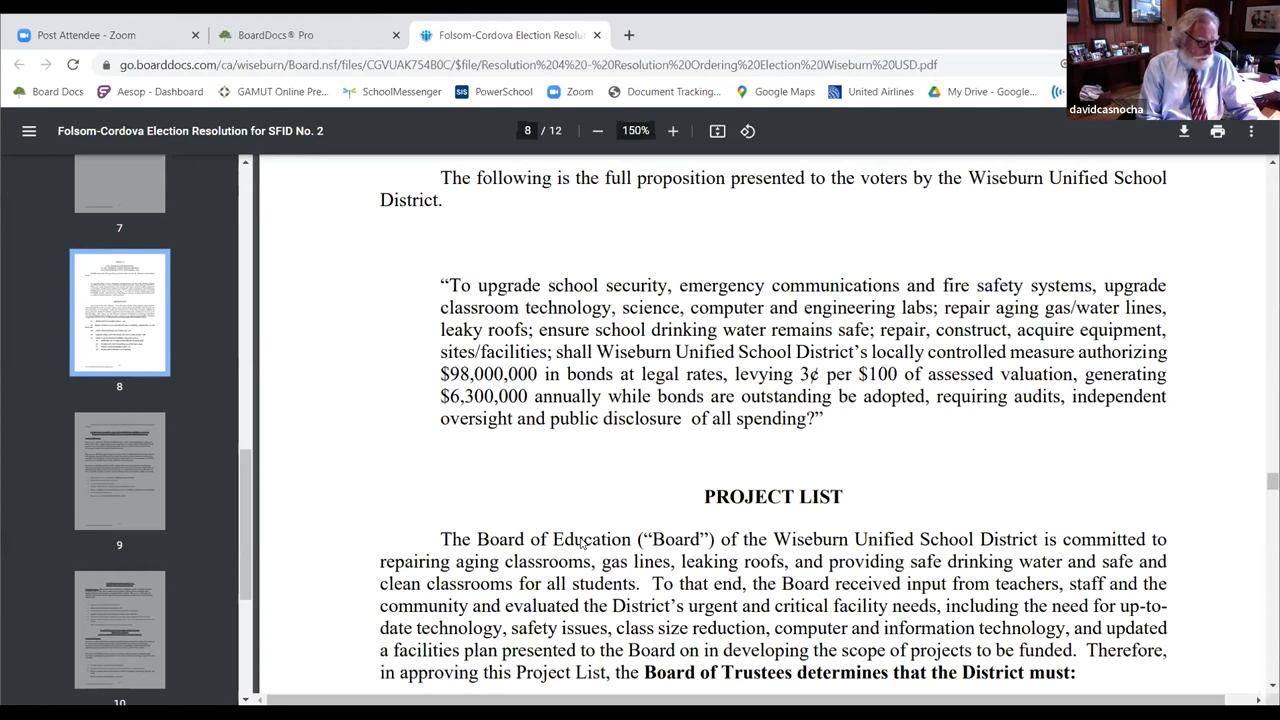 Post Attendee - Zoom
BoardDocs® Pro
Folsom-Cordova Election Resolu
go.boarddocs.com/ca/wiseburn/Board.nsf/files/CGYUAK75480C/$file/Resolution%204%20-%20Resolution%20Ordering%20Election%20Wiseburn%20USD.pdf
Board Docs
Aesop - Dashboard
GAMUT Online Pre...
SchoolMessenger
SIS PowerSchool
Zoom
Document Tracking...
Google Maps
United Airlines
My Drive - Google...
davidcasnocha
Folsom-Cordova Election Resolution for SFID No. 2
8 / 12
150%
7
8
9
10
The following is the full proposition presented to the voters by the Wiseburn Unified School
District.
“To upgrade school security, emergency communications and fire safety systems, upgrade
classroom technology, science, computer and engineering labs; repair aging gas/water lines,
leaky roofs; ensure school drinking water remains safe; repair, construct, acquire equipment,
sites/facilities; shall Wiseburn Unified School District’s locally controlled measure authorizing
$98,000,000 in bonds at legal rates, levying 3¢ per $100 of assessed valuation, generating
$6,300,000 annually while bonds are outstanding be adopted, requiring audits, independent
oversight and public disclosure of all spending?”
PROJECT LIST
The Board of Education (“Board”) of the Wiseburn Unified School District is committed to
repairing aging classrooms, gas lines, leaking roofs, and providing safe drinking water and safe and
clean classrooms for all students. To that end, the Board received input from teachers, staff and the
community and evaluated the District’s urgent and critical facility needs, including the need for up-to-
date technology, safety issues, class size reduction, computer and information technology, and updated
a facilities plan presented to the Board on in developing the scope of projects to be funded. Therefore,
in approving this Project List, the Board of Trustees determines that the District must: